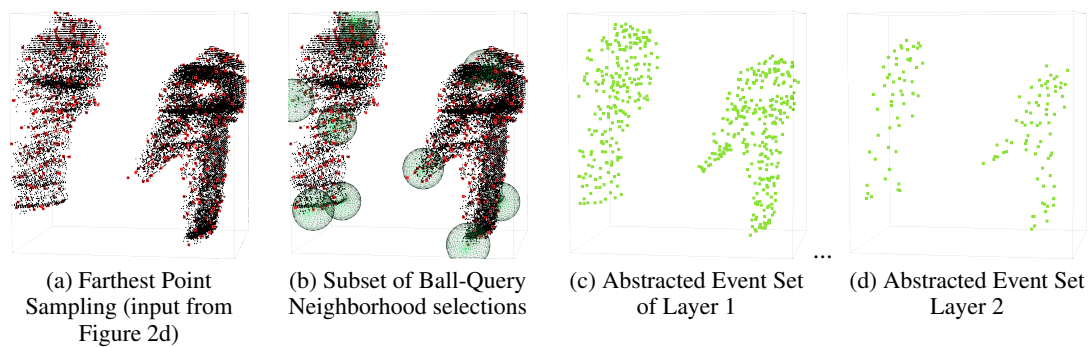 (a) Farthest Point
Sampling (input from
Figure 2d)
(b) Subset of Ball-Query
Neighborhood selections
(c) Abstracted Event Set
of Layer 1
...
(d) Abstracted Event Set
Layer 2